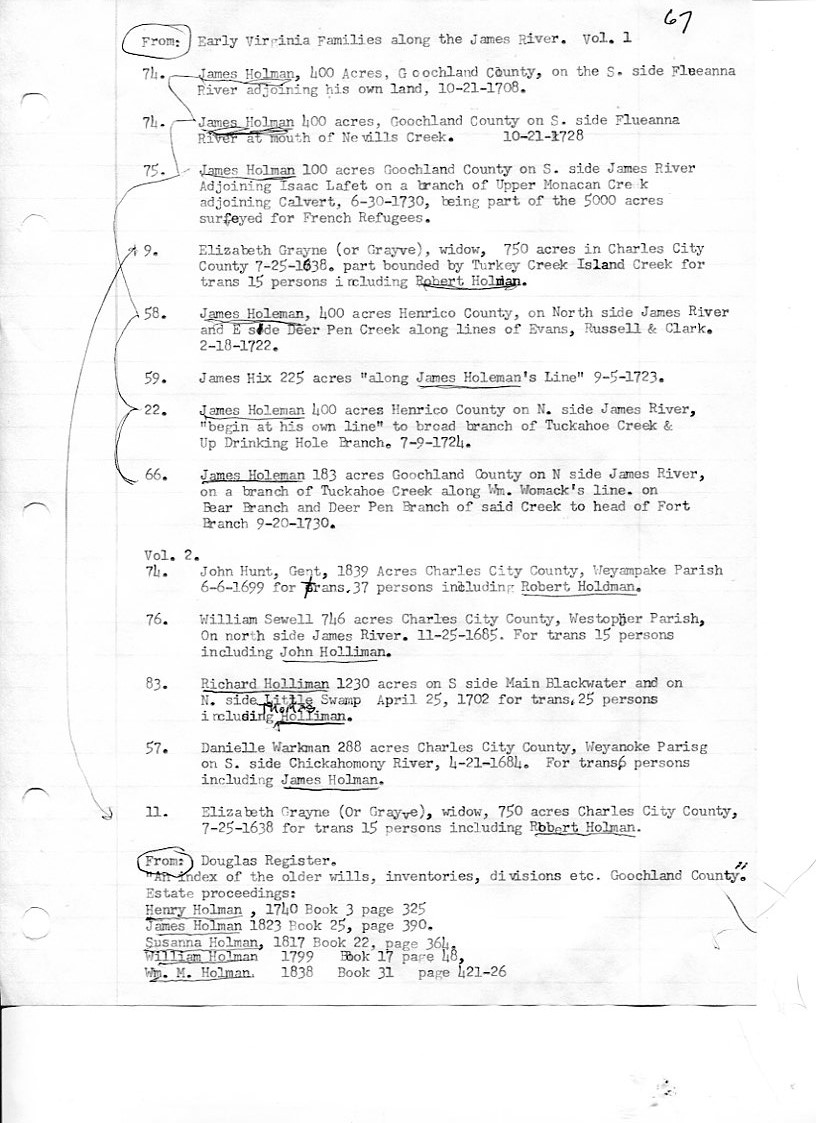 67
From: Early Virginia Families along the James River. Vol. 1
74. James Holman, 400 Acres, Goochland County, on the S. side Flueanna
River adjoining his own land, 10-21-1708.
74. James Holman 400 acres, Goochland County on S. side Flueanna
River at mouth of Nevills Creek. 10-21-1728
75. James Holman 100 acres Goochland County on S. side James River
Adjoining Isaac Lafet on a branch of Upper Monacan Creek
adjoining Calvert, 6-30-1730, being part of the 5000 acres
surfeyed for French Refugees.
9. Elizabeth Grayne (or Grayve), widow, 750 acres in Charles City
County 7-25-1638. part bounded by Turkey Creek Island Creek for
trans 15 persons including Robert Holman.
58. James Holeman, 400 acres Henrico County, on North side James River
and E side Deer Pen Creek along lines of Evans, Russell & Clark.
2-18-1722.
59. James Hix 225 acres "along James Holeman's Line" 9-5-1723.
22. James Holeman 400 acres Henrico County on N. side James River,
"begin at his own line" to broad branch of Tuckahoe Creek &
Up Drinking Hole Branch. 7-9-1724.
66. James Holeman 183 acres Goochland County on N side James River,
on a branch of Tuckahoe Creek along Wm. Womack's line. on
Bear Branch and Deer Pen Branch of said Creek to head of Fort
Branch 9-20-1730.
Vol. 2.
74. John Hunt, Gent, 1839 Acres Charles City County, Weyampake Parish
6-6-1699 for Trans. 37 persons including Robert Holdman.
76. William Sewell 746 acres Charles City County, Westopher Parish,
On north side James River. 11-25-1685. For trans 15 persons
including John Holliman.
83. Richard Holliman 1230 acres on S side Main Blackwater and on
N. side Little Swamp April 25, 1702 for trans, 25 persons
including Thomas Holliman.
57. Danielle Warkman 288 acres Charles City County, Weyanoke Parisg
on S. side Chickahomony River, 4-21-1684. For trans 6 persons
including James Holman.
11. Elizabeth Grayne (Or Grayve), widow, 750 acres Charles City County,
7-25-1638 for trans 15 persons including Robert Holman.
From: Douglas Register.
"An index of the older wills, inventories, divisions etc. Goochland County."
Estate proceedings:
Henry Holman , 1740 Book 3 page 325
James Holman 1823 Book 25, page 390.
Susanna Holman, 1817 Book 22, page 364,
William Holman 1799 Book 17 page 48,
Wm. M. Holman. 1838 Book 31 page 421-26